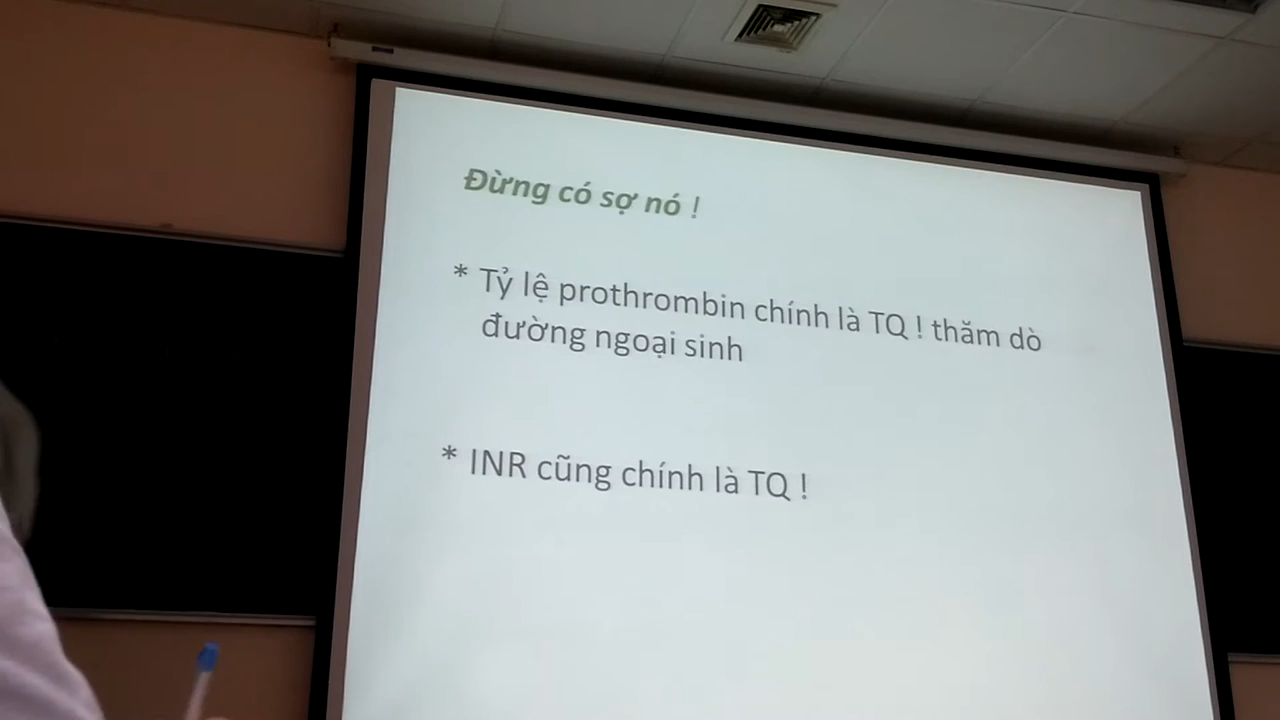 Đừng có sợ nó !
* Tỷ lệ prothrombin chính là TQ ! thăm dò
đường ngoại sinh
* INR cũng chính là TQ !